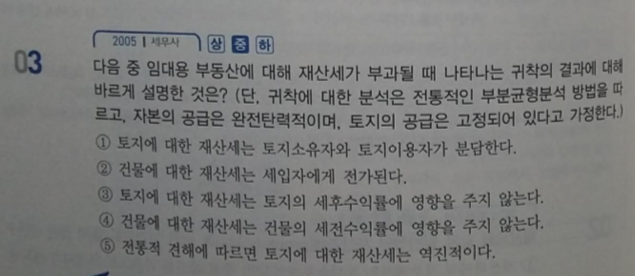 2005 | 세무사 상 중 하
03
다음 중 임대용 부동산에 대해 재산세가 부과될 때 나타나는 귀착의 결과에 대해
바르게 설명한 것은? (단, 귀착에 대한 분석은 전통적인 부분균형분석 방법을 따
르고, 자본의 공급은 완전탄력적이며, 토지의 공급은 고정되어 있다고 가정한다.)
① 토지에 대한 재산세는 토지소유자와 토지이용자가 분담한다.
② 건물에 대한 재산세는 세입자에게 전가된다.
③ 토지에 대한 재산세는 토지의 세후수익률에 영향을 주지 않는다.
④ 건물에 대한 재산세는 건물의 세전수익률에 영향을 주지 않는다.
⑤ 전통적 견해에 따르면 토지에 대한 재산세는 역진적이다.